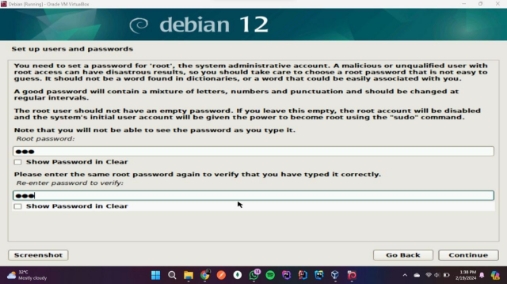 Debian [Running] - Oracle VM VirtualBox
debian 12
Set up users and passwords
You need to set a password for 'root', the system administrative account. A malicious or unqualified user with
root access can have disastrous results, so you should take care to choose a root password that is not easy to
guess. It should not be a word found in dictionaries, or a word that could be easily associated with you.
A good password will contain a mixture of letters, numbers and punctuation and should be changed at
regular intervals.
The root user should not have an empty password. If you leave this empty, the root account will be disabled
and the system's initial user account will be given the power to become root using the "sudo" command.
Note that you will not be able to see the password as you type it.
Root password:
Show Password in Clear
Please enter the same root password again to verify that you have typed it correctly.
Re-enter password to verify:
Show Password in Clear
Screenshot
Go Back
Continue
32°C
Mostly cloudy
1:38 PM
2/15/2024